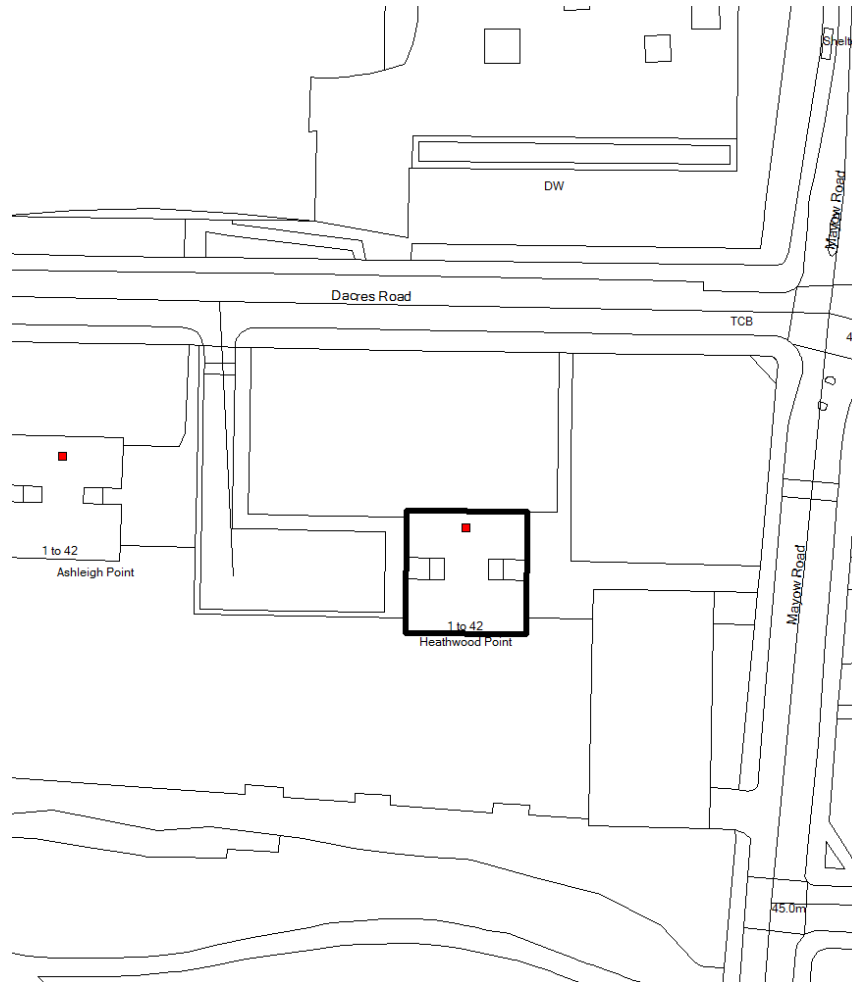 Mayow Road
DW
Dacres Road
TCB
4
1 to 42
Ashleigh Point
Mayow Road
1 to 42
Heathwood Point
45.0m